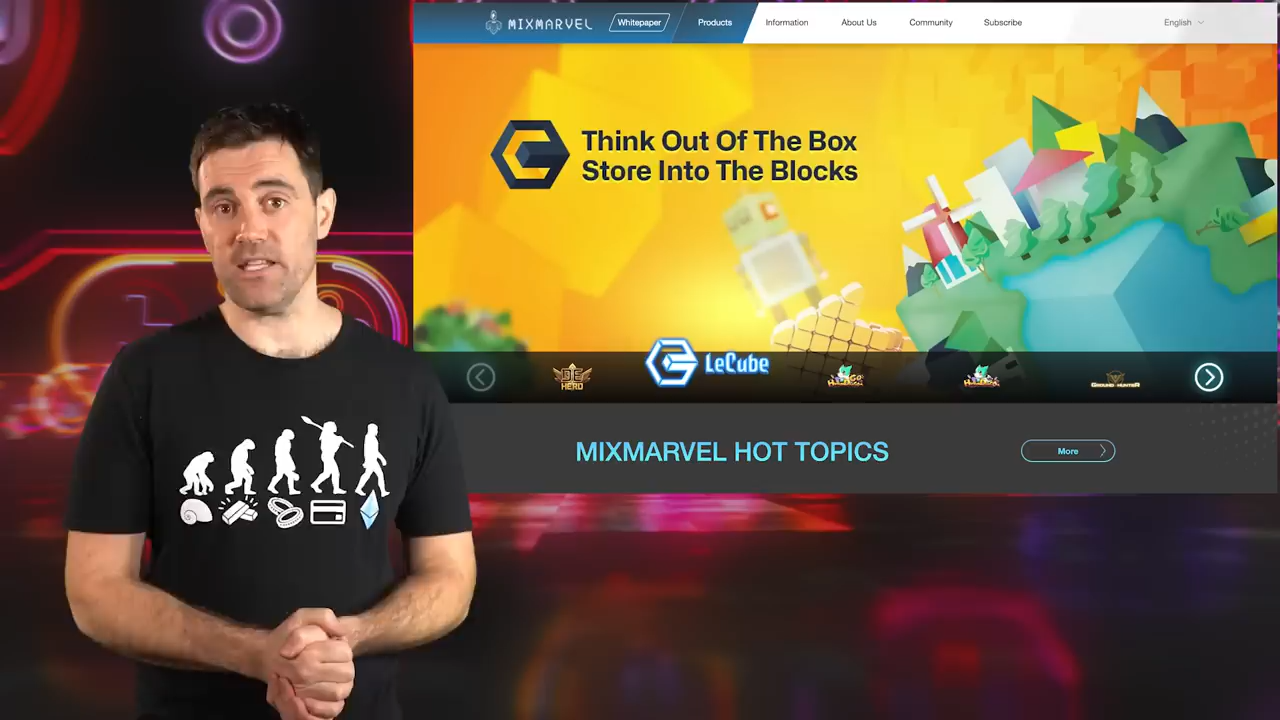 MIXMARVEL
Whitepaper
Products
Information
About Us
Community
Subscribe
English
Think Out Of The Box
Store Into The Blocks
HERO
LeCube
MIXMARVEL HOT TOPICS
More